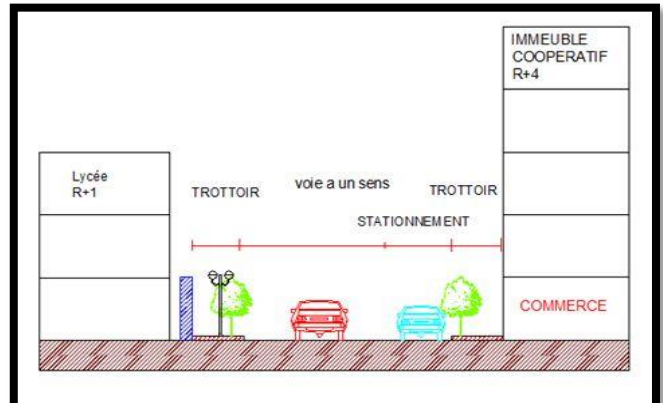 IMMEUBLE
COOPERATIF
R+4
Lycée
R+1
TROTTOIR
voie a un sens
TROTTOIR
STATIONNEMENT
COMMERCE